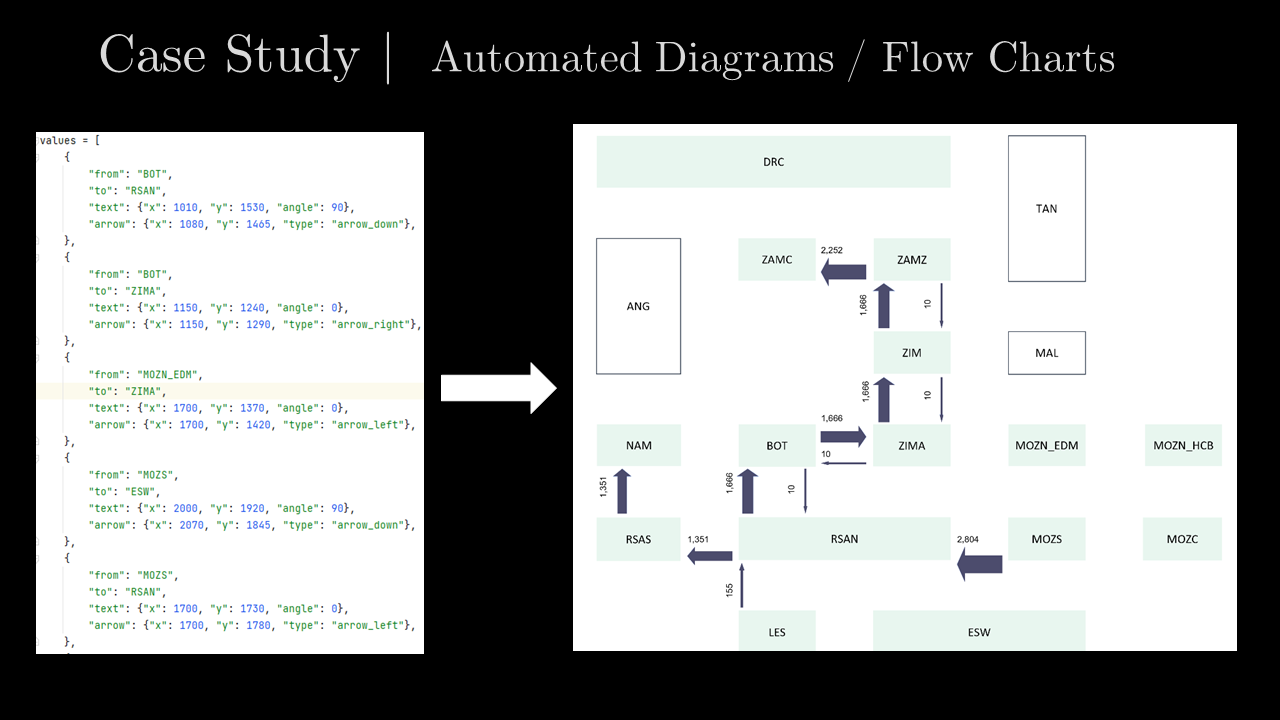 Case Study | Automated Diagrams / Flow Charts
values = [
{
"from": "BOT",
"to": "RSAN",
"text": {"x": 1010, "y": 1530, "angle": 90},
"arrow": {"x": 1080, "y": 1465, "type": "arrow_down"},
},
{
"from": "BOT",
"to": "ZIMA",
"text": {"x": 1150, "y": 1240, "angle": 0},
"arrow": {"x": 1150, "y": 1290, "type": "arrow_right"},
},
{
"from": "MOZN_EDM",
"to": "ZIMA",
"text": {"x": 1700, "y": 1370, "angle": 0},
"arrow": {"x": 1700, "y": 1420, "type": "arrow_left"},
},
{
"from": "MOZS",
"to": "ESW",
"text": {"x": 2000, "y": 1920, "angle": 90},
"arrow": {"x": 2070, "y": 1845, "type": "arrow_down"},
},
{
"from": "MOZS",
"to": "RSAN",
"text": {"x": 1700, "y": 1730, "angle": 0},
"arrow": {"x": 1700, "y": 1780, "type": "arrow_left"},
},
DRC
TAN
ZAMC
2,252
ZAMZ
ANG
1,666
10
ZIM
MAL
1,666
10
NAM
BOT
1,666
10
ZIMA
MOZN_EDM
MOZN_HCB
1,351
1,666
10
RSAS
1,351
RSAN
2,804
MOZS
MOZC
155
LES
ESW